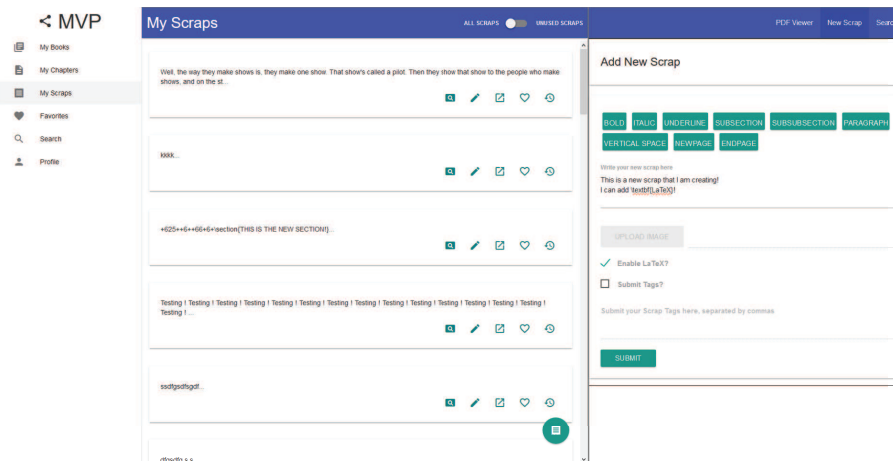 MVP
My Books
My Chapters
My Scraps
Favorites
Search
Profile
My Scraps
ALL SCRAPS
UNUSED SCRAPS
Well, the way they make shows is, they make one show. That show's called a pilot. Then they show that show to the people who make
shows, and on the st...
kkkk...
+625++6++66+6+\section{THIS IS THE NEW SECTION!}...
Testing ! Testing ! Testing ! Testing ! Testing ! Testing ! Testing ! Testing ! Testing ! Testing ! Testing ! Testing ! Testing ! Testing !
Testing ! ...
ssdfgsdfsgdf...
dfgsdfg s s
PDF Viewer
New Scrap
Searc
Add New Scrap
BOLD ITALIC UNDERLINE SUBSECTION SUBSUBSECTION PARAGRAPH
VERTICAL SPACE NEWPAGE ENDPAGE
Write your new scrap here
This is a new scrap that I am creating!
I can add \textbf{LaTeX}!
UPLOAD IMAGE
Enable LaTeX?
Submit Tags?
Submit your Scrap Tags here, separated by commas
SUBMIT